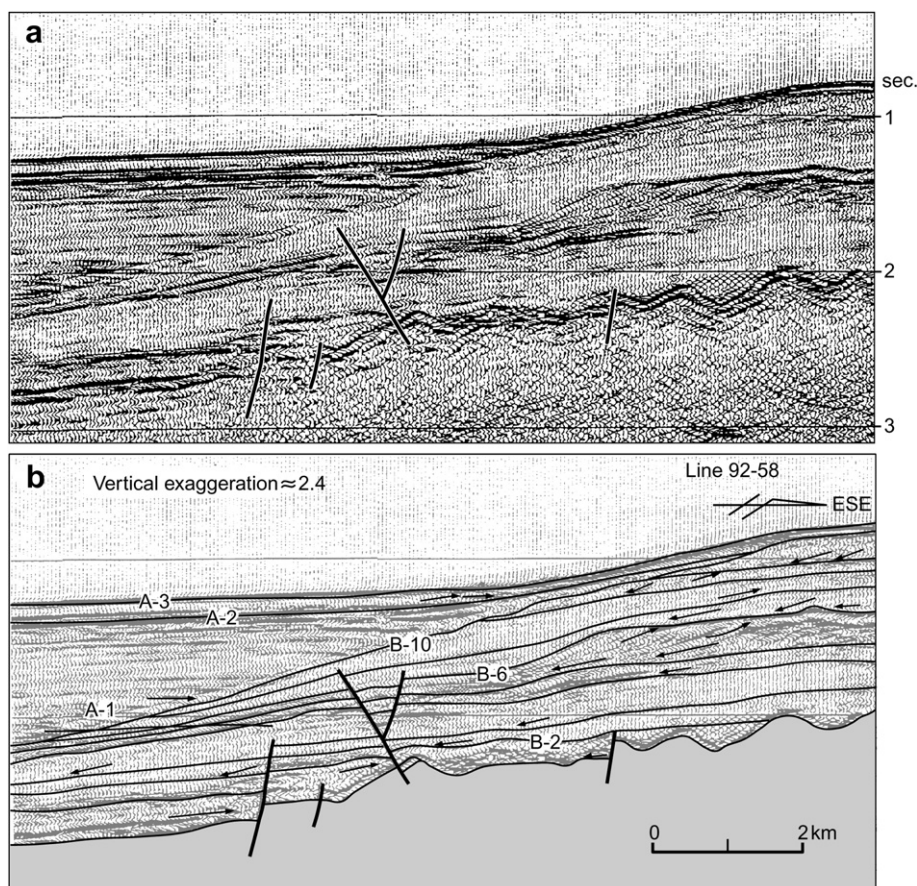 a
sec.
1
2
3
b
Vertical exaggeration≈2.4
Line 92-58
ESE
A-3
A-2
B-10
B-6
A-1
B-2
0
2 km